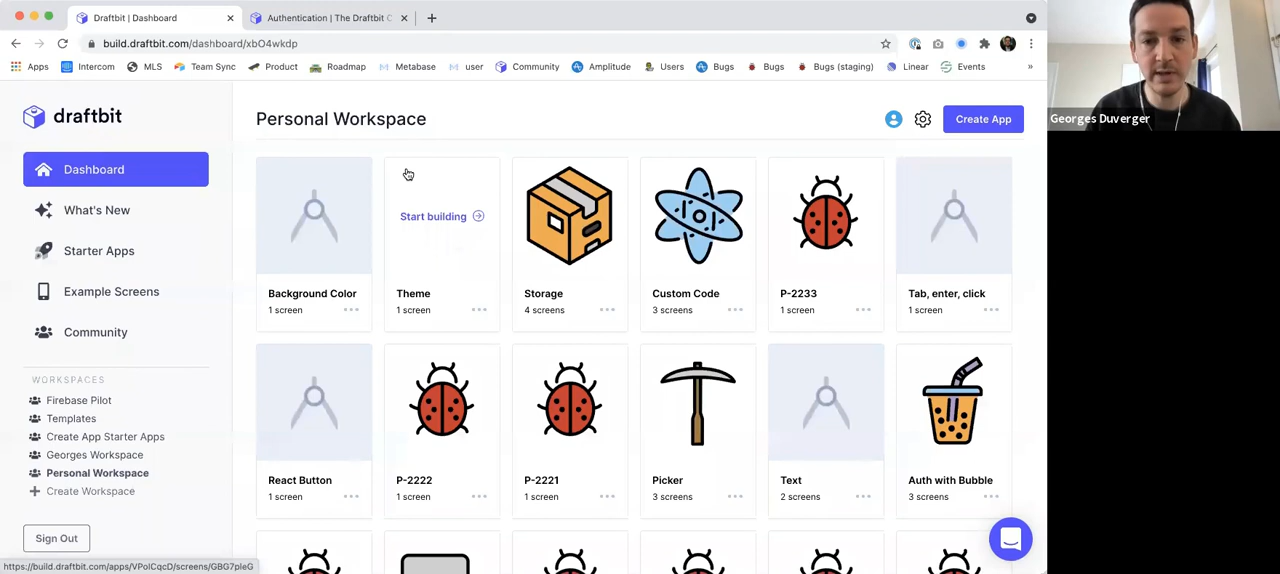 Draftbit | Dashboard
Authentication | The Draftbit C
build.draftbit.com/dashboard/xbO4wkdp
Apps
Intercom
MLS
Team Sync
Product
Roadmap
Metabase
user
Community
Amplitude
Users
Bugs
Bugs
Bugs (staging)
Linear
Events
»
Georges Duverger
draftbit
Personal Workspace
Create App
Dashboard
What's New
Starter Apps
Example Screens
Community
WORKSPACES
Firebase Pilot
Templates
Create App Starter Apps
Georges Workspace
Personal Workspace
Create Workspace
Sign Out
Start building
Background Color
1 screen
Theme
1 screen
Storage
4 screens
Custom Code
3 screens
P-2233
1 screen
Tab, enter, click
1 screen
React Button
1 screen
P-2222
1 screen
P-2221
1 screen
Picker
3 screens
Text
2 screens
Auth with Bubble
3 screens
https://build.draftbit.com/apps/VPolCqcD/screens/GBG7pleG